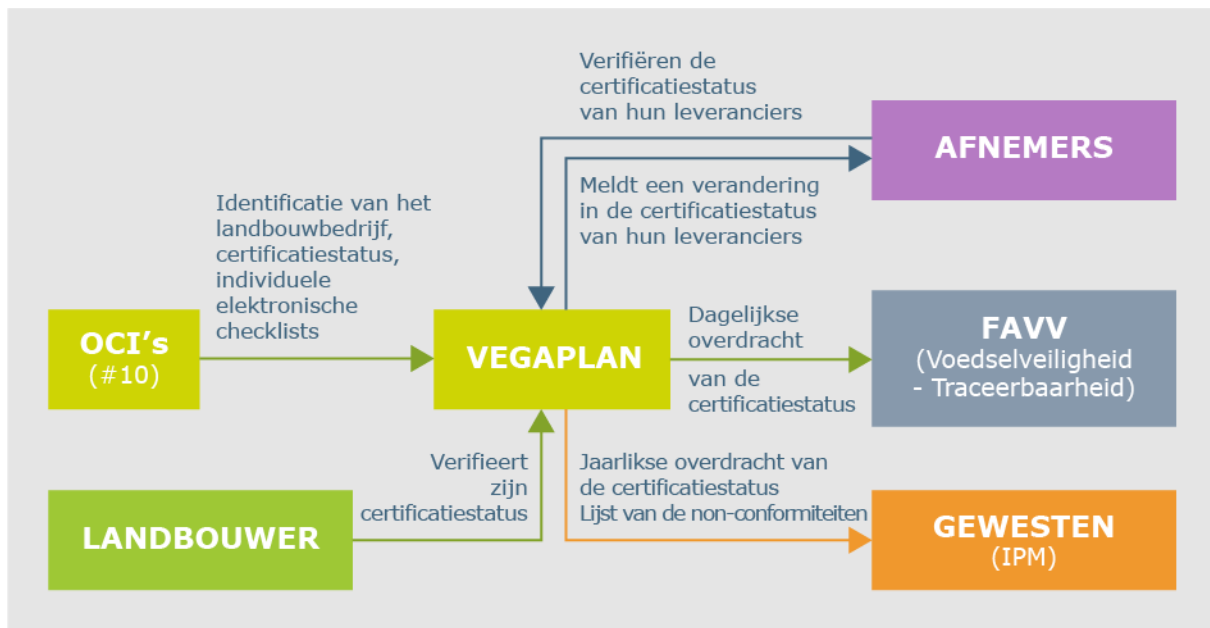 Verifiëren de
certificatiestatus
van hun leveranciers
AFNEMERS
Meldt een verandering
in de certificatiestatus
van hun leveranciers
Identificatie van het
landbouwbedrijf,
certificatiestatus,
individuele
elektronische
checklists
OCI's
(#10)
VEGAPLAN
Dagelijkse
overdracht
van de
certificatiestatus
FAVV
(Voedselveiligheid
- Traceerbaarheid)
LANDBOUWER
Verifieert
zijn
certificatiestatus
Jaarlikse overdracht van
de certificatiestatus
Lijst van de non-conformiteiten
GEWESTEN
(IPM)